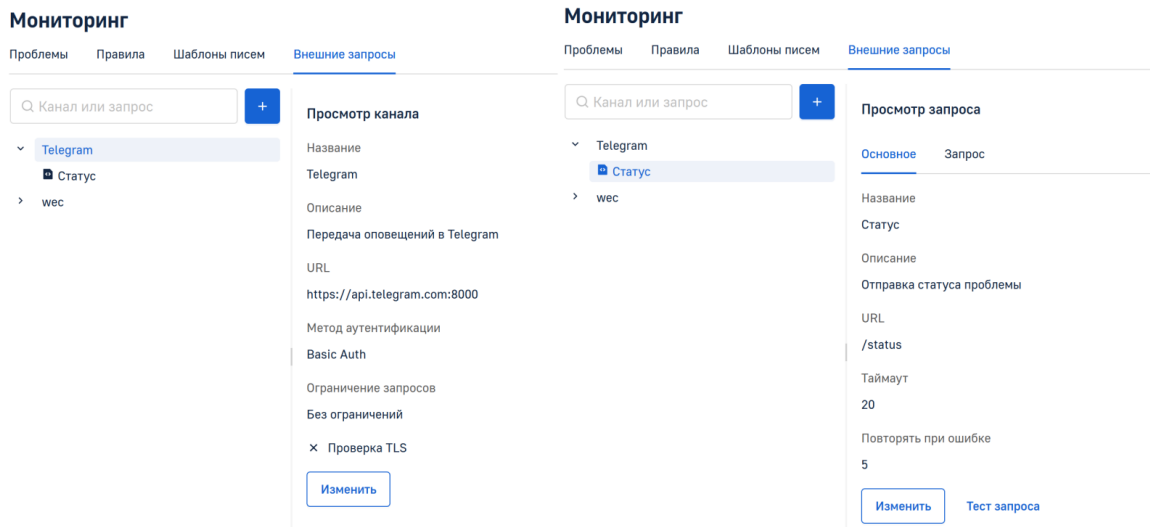 Мониторинг
Проблемы Правила Шаблоны писем Внешние запросы
Канал или запрос +
Telegram
Статус
wec
Просмотр канала
Название
Telegram
Описание
Передача оповещений в Telegram
URL
https://api.telegram.com:8000
Метод аутентификации
Basic Auth
Ограничение запросов
Без ограничений
Проверка TLS
Изменить
Мониторинг
Проблемы Правила Шаблоны писем Внешние запросы
Канал или запрос +
Telegram
Статус
wec
Просмотр запроса
Основное Запрос
Название
Статус
Описание
Отправка статуса проблемы
URL
/status
Таймаут
20
Повторять при ошибке
5
Изменить Тест запроса